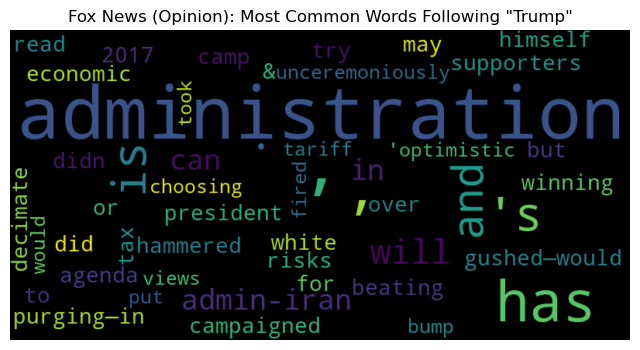 Fox News (Opinion): Most Common Words Following "Trump"
read 2017 camp try may himself
economic & unceremoniously supporters
administration
took
didn is can tariff , in 'optimistic but
choosing fired , over and 's winning
decimate or president
would did tax hammered white will gushed—would
risks
agenda views for beating has
to put admin-iran
purging—in campaigned bump